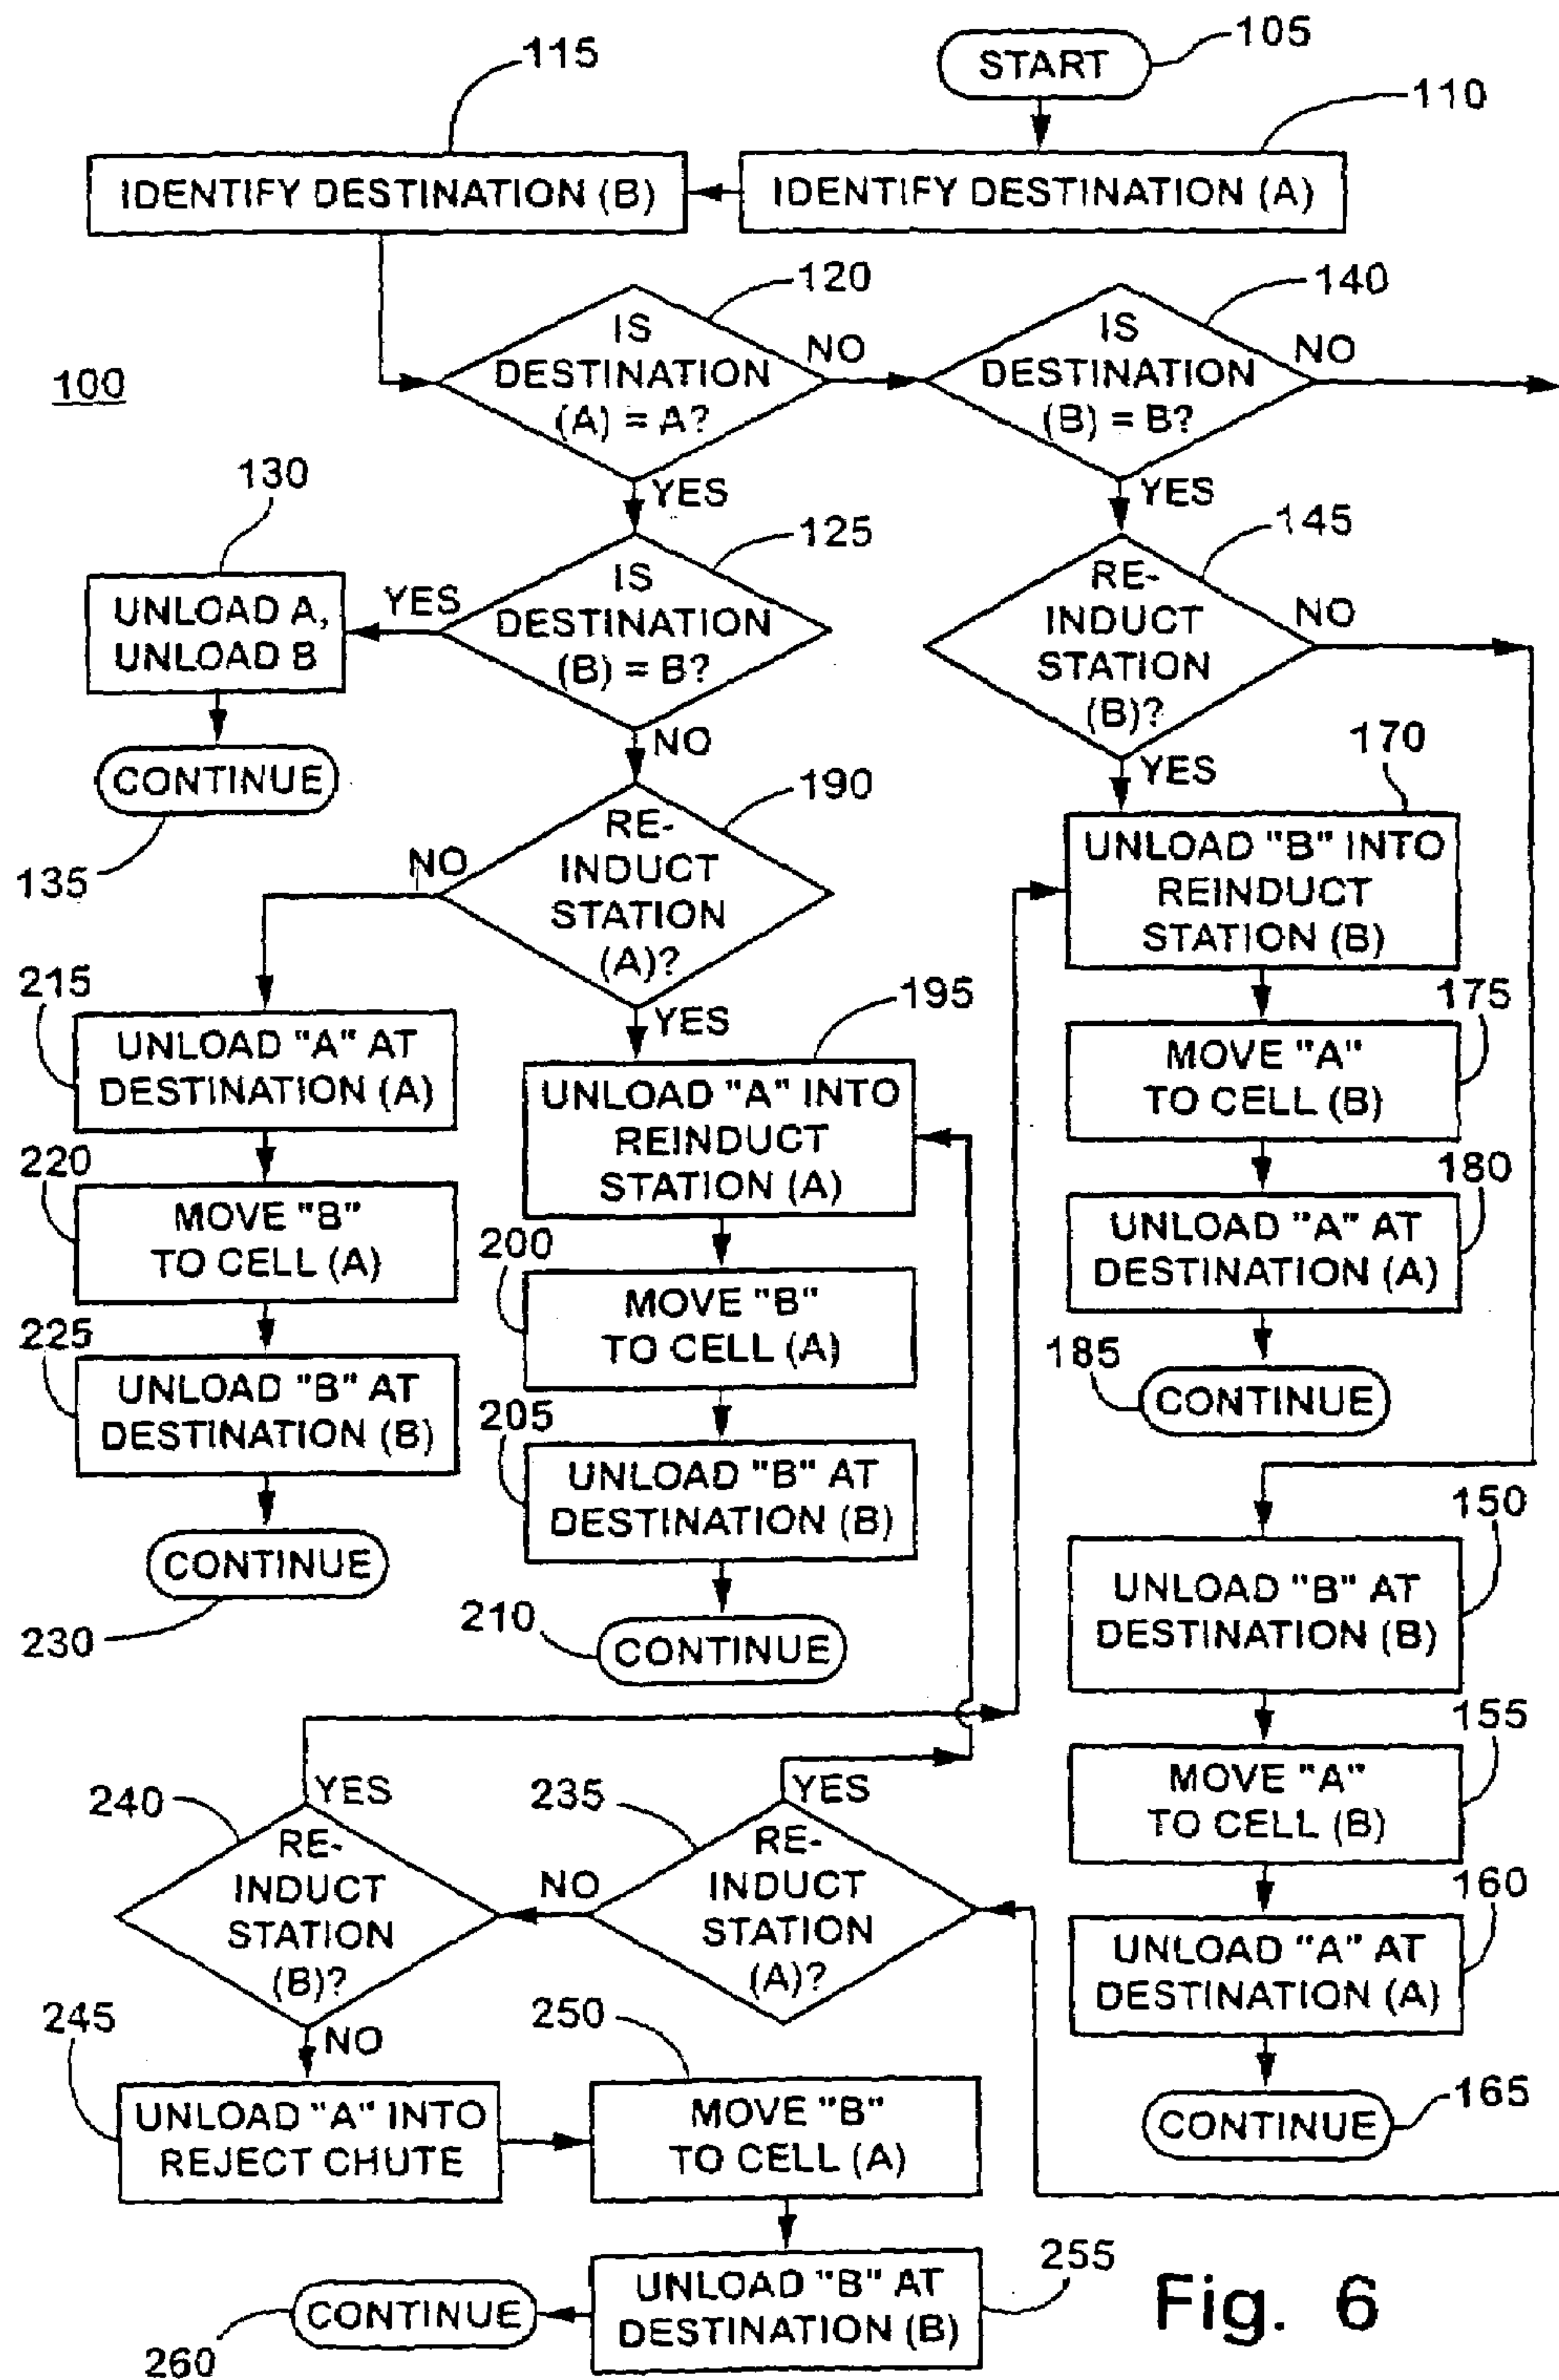 115
START
105
110
IDENTIFY DESTINATION (B)
IDENTIFY DESTINATION (A)
120
140
100
IS
DESTINATION
(A) = A?
NO
IS
DESTINATION
(B) = B?
NO
YES
YES
130
125
145
UNLOAD A,
UNLOAD B
YES
IS
DESTINATION
(B) = B?
RE-
INDUCT
STATION
(B)?
NO
NO
YES
CONTINUE
135
190
170
NO
RE-
INDUCT
STATION
(A)?
YES
UNLOAD "B" INTO
REINDUCT
STATION (B)
215
195
175
UNLOAD "A" AT
DESTINATION (A)
UNLOAD "A" INTO
REINDUCT
STATION (A)
MOVE "A"
TO CELL (B)
220
180
MOVE "B"
TO CELL (A)
UNLOAD "A" AT
DESTINATION (A)
200
MOVE "B"
TO CELL (A)
225
185
UNLOAD "B" AT
DESTINATION (B)
CONTINUE
205
UNLOAD "B" AT
DESTINATION (B)
150
CONTINUE
230
UNLOAD "B" AT
DESTINATION (B)
210
CONTINUE
155
MOVE "A"
TO CELL (B)
240
YES
235
YES
RE-
INDUCT
STATION
(B)?
NO
RE-
INDUCT
STATION
(A)?
160
UNLOAD "A" AT
DESTINATION (A)
245
NO
250
UNLOAD "A" INTO
REJECT CHUTE
MOVE "B"
TO CELL (A)
CONTINUE
165
CONTINUE
260
UNLOAD "B" AT
DESTINATION (B)
255
Fig. 6